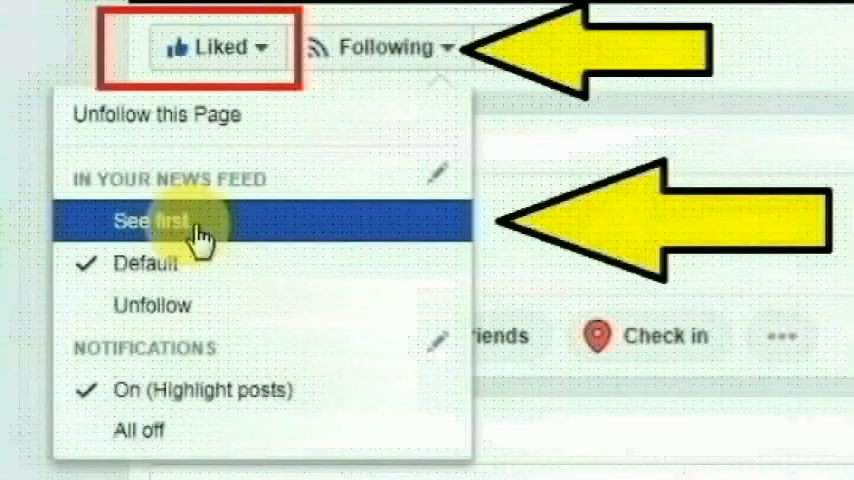 Liked Following
Unfollow this Page
IN YOUR NEWS FEED
See first
Default
Unfollow
riends Check in
NOTIFICATIONS
On (Highlight posts)
All off